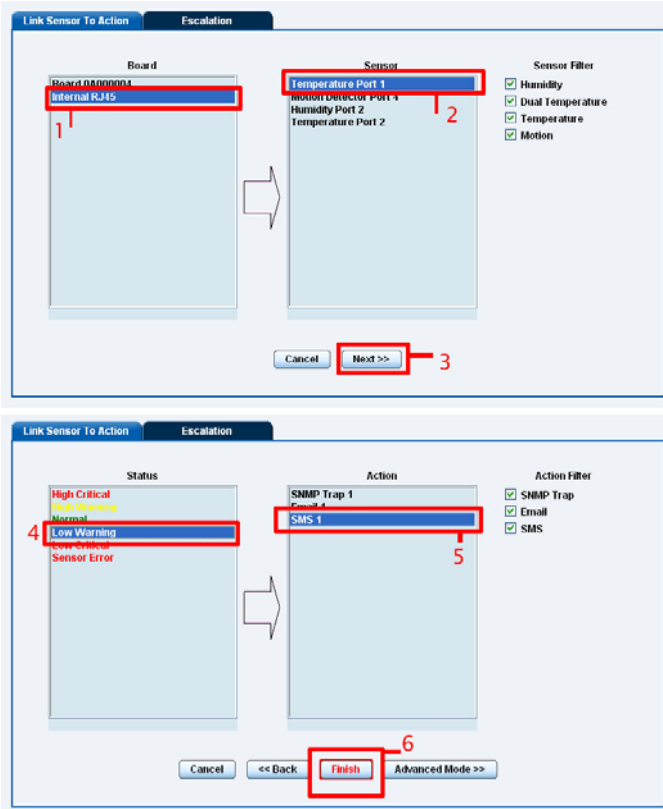 Link Sensor To Action Escalation
Board Sensor Sensor Filter
Board 0A000004 Temperature Port 1 Humidity
Internal RJ45 Motion Detector Port 4 Dual Temperature
Humidity Port 2 Temperature
Temperature Port 2 Motion
1 2
Cancel Next >> 3
Link Sensor To Action Escalation
Status Action Action Filter
High Critical SNMP Trap 1 SNMP Trap
High Warning Email
Normal SMS 1 SMS
4 Low Warning
Low Critical 5
Sensor Error
6
Cancel << Back Finish Advanced Mode >>